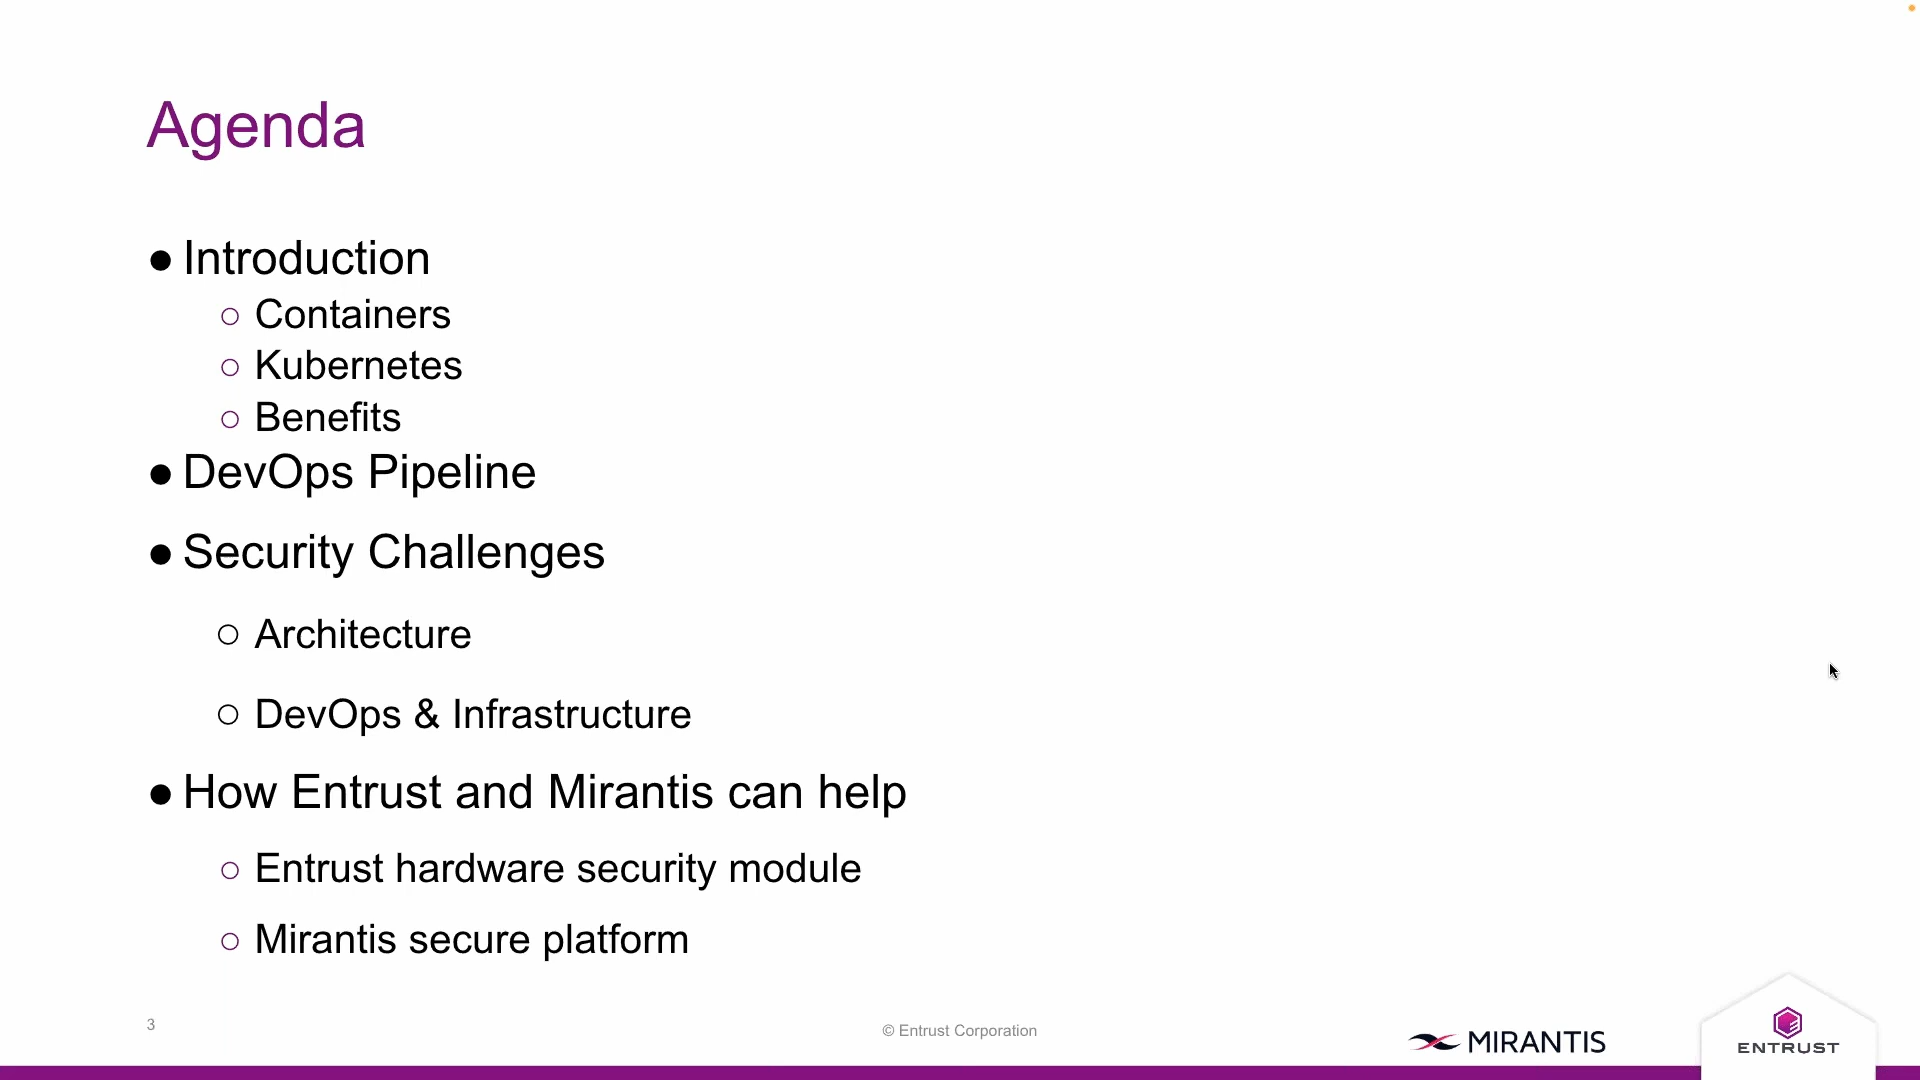 Agenda
● Introduction
○ Containers
○ Kubernetes
○ Benefits
● DevOps Pipeline
● Security Challenges
○ Architecture
○ DevOps & Infrastructure
● How Entrust and Mirantis can help
○ Entrust hardware security module
○ Mirantis secure platform
3
© Entrust Corporation
MIRANTIS
ENTRUST